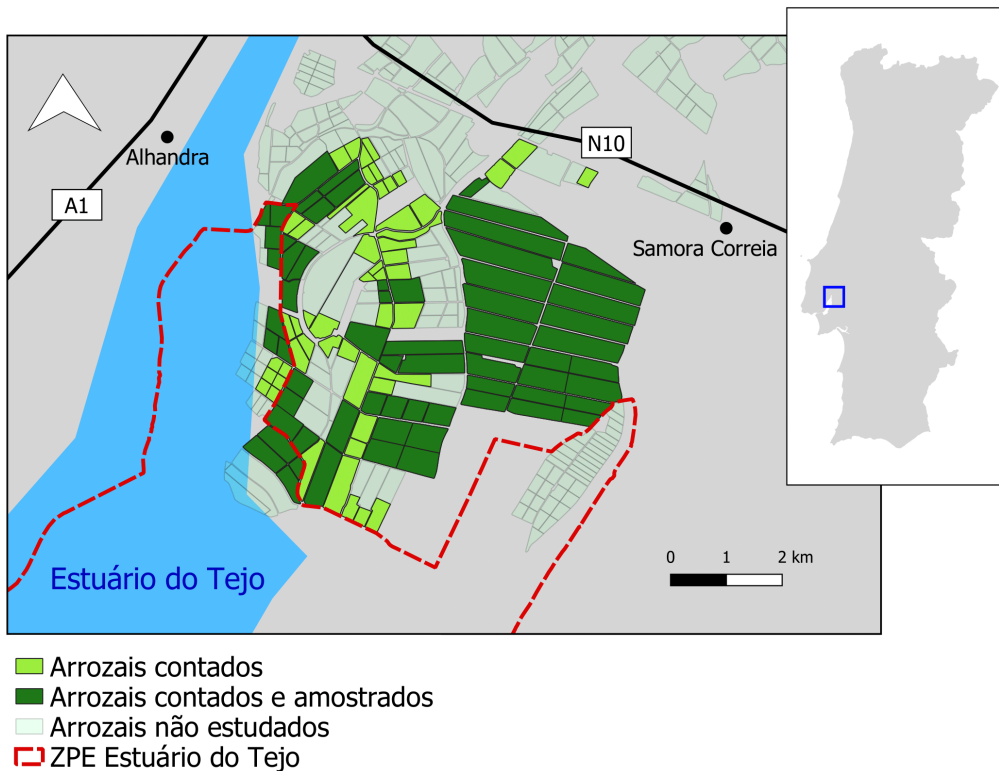 Alhandra
N10
A1
Samora Correia
0 1 2 km
Estuário do Tejo
Arrozais contados
Arrozais contados e amostrados
Arrozais não estudados
ZPE Estuário do Tejo